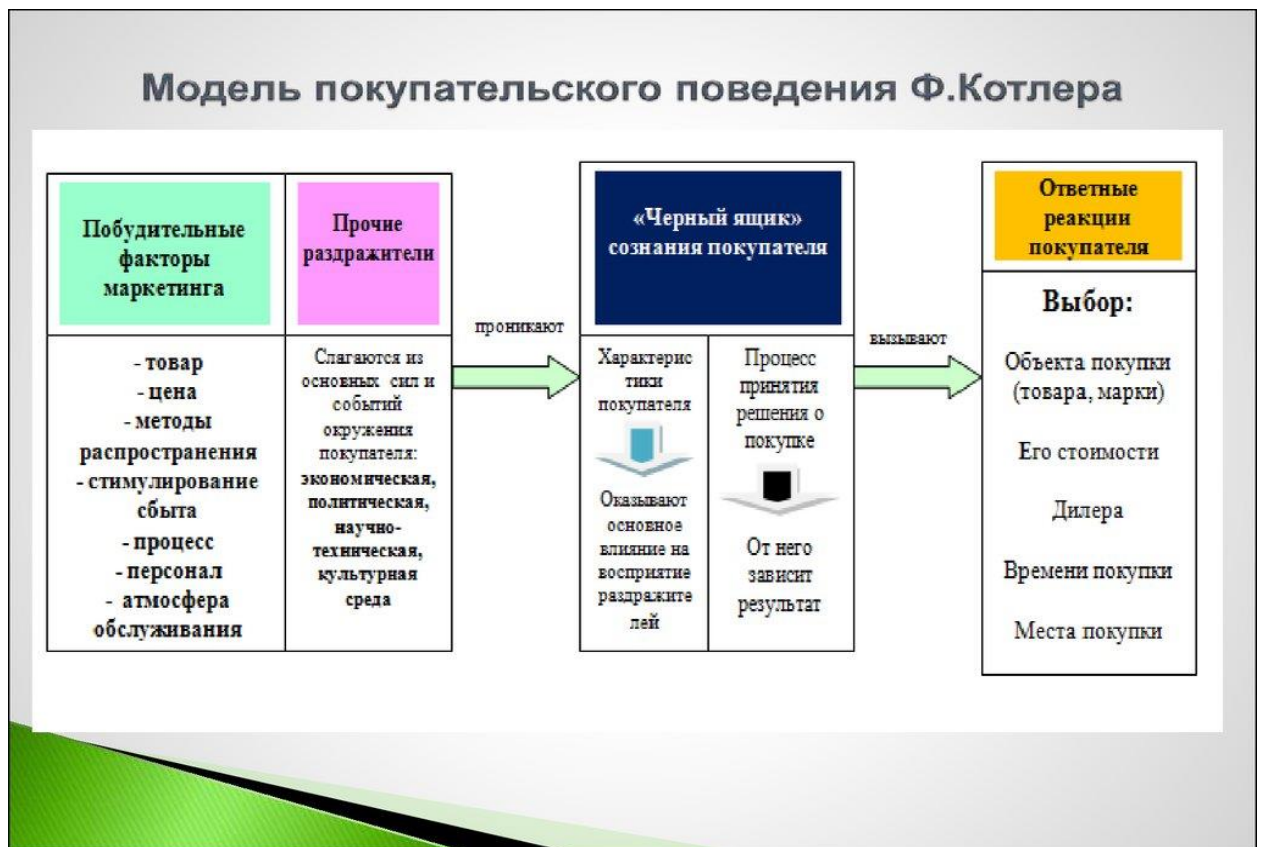 Модель покупательского поведения Ф.Котлера
Побудительные
факторы
маркетинга
- товар
- цена
- методы
распространения
- стимулирование
сбыта
- процесс
- персонал
- атмосфера
обслуживания
Прочие
раздражители
Слагаются из
основных сил и
событий
окружения
покупателя:
экономическая,
политическая,
научно-
техническая,
культурная
среда
проникают
«Черный ящик»
сознания покупателя
Характерис
тики
покупателя
Оказывают
основное
влияние на
восприятие
раздражите
лей
Процесс
принятия
решения о
покупке
От него
зависит
результат
вызывают
Ответные
реакции
покупателя
Выбор:
Объекта покупки
(товара, марки)
Его стоимости
Дилера
Времени покупки
Места покупки